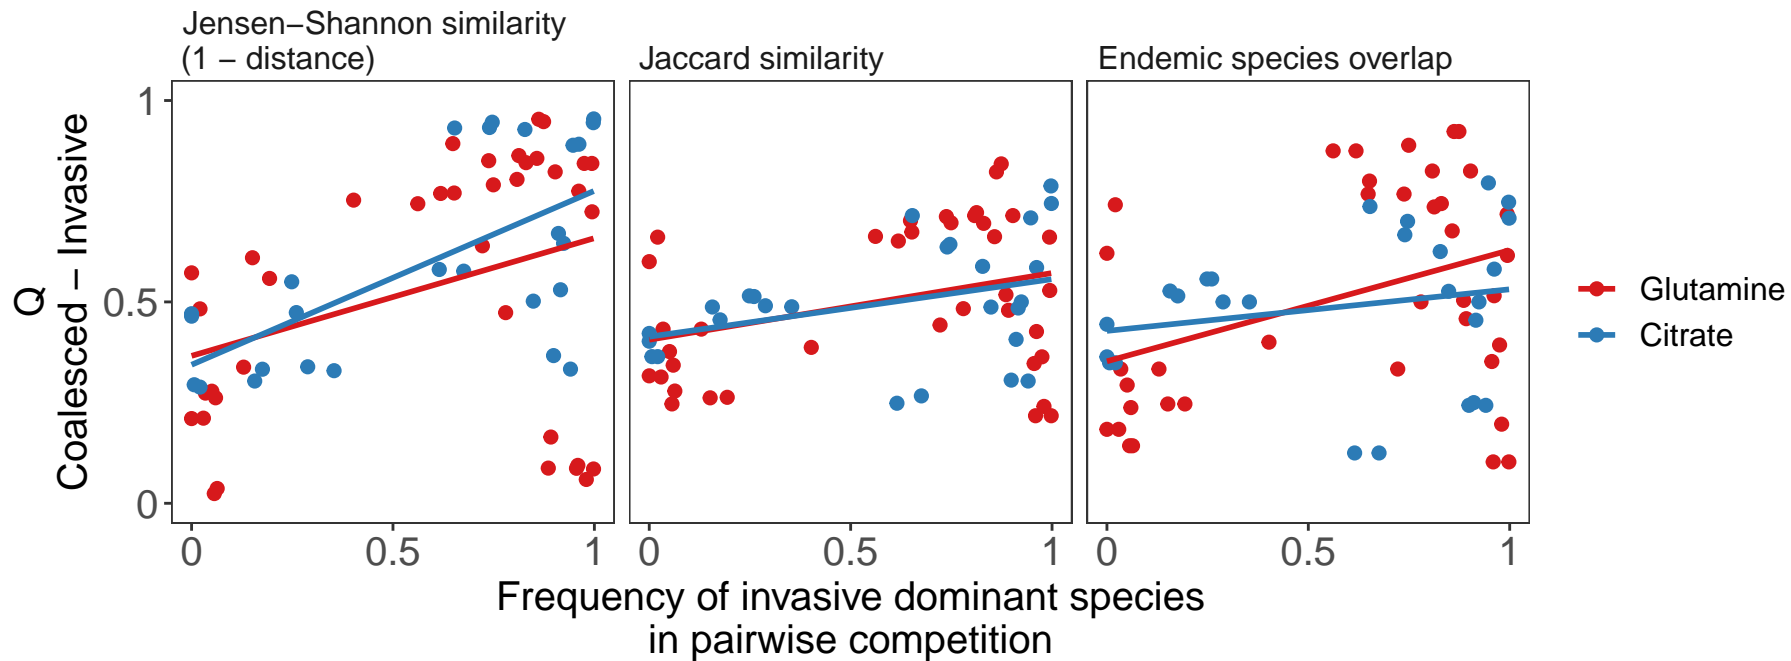 Jensen−Shannon similarity
(1 − distance)
Jaccard similarity
Endemic species overlap
Q
Coalesced − Invasive
1
0.5
0
0 0.5 1
0 0.5 1
0 0.5 1
Frequency of invasive dominant species
in pairwise competition
Glutamine
Citrate